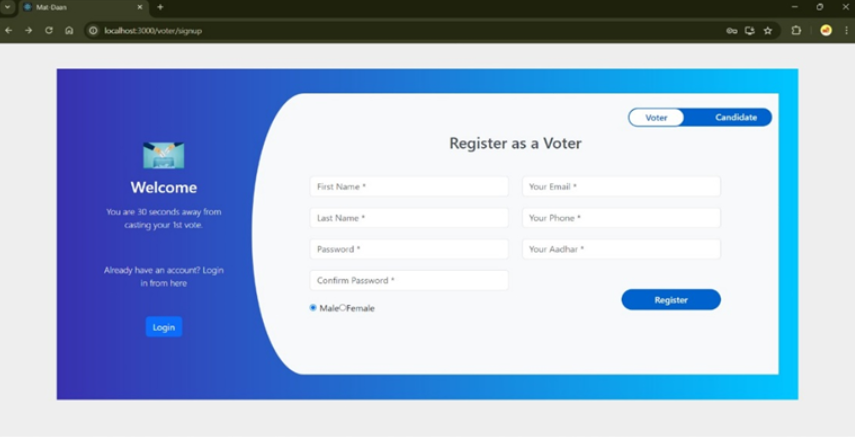 Mat-Daan
localhost:3000/voter/signup
Voter
Candidate
Register as a Voter
Welcome
You are 30 seconds away from
casting your 1st vote.
Already have an account? Login
in from here
Login
First Name *
Your Email *
Last Name *
Your Phone *
Password *
Your Aadhar *
Confirm Password *
Male Female
Register